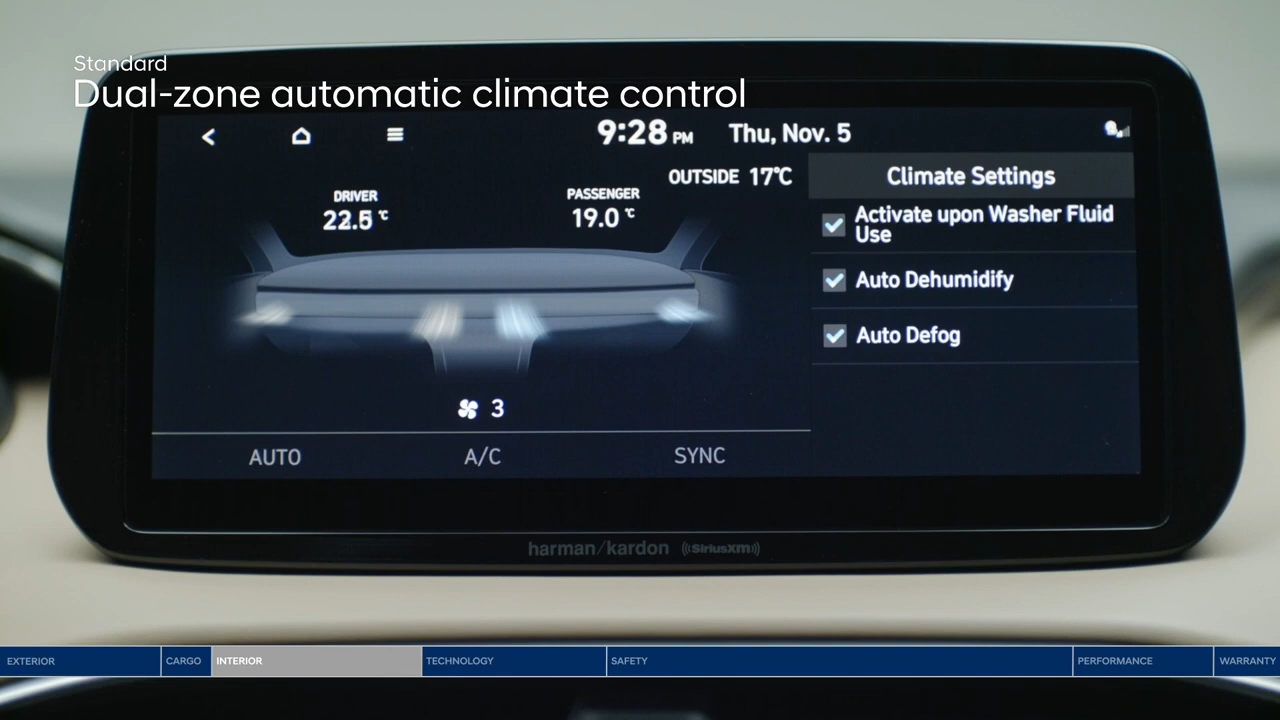 Standard
Dual-zone automatic climate control
9:28 PM Thu, Nov. 5
OUTSIDE 17°C
Climate Settings
DRIVER
22.5 °C
PASSENGER
19.0 °C
Activate upon Washer Fluid
Use
Auto Dehumidify
Auto Defog
3
AUTO A/C SYNC
harman/kardon ((SiriusXM))
EXTERIOR CARGO INTERIOR TECHNOLOGY SAFETY PERFORMANCE WARRANTY